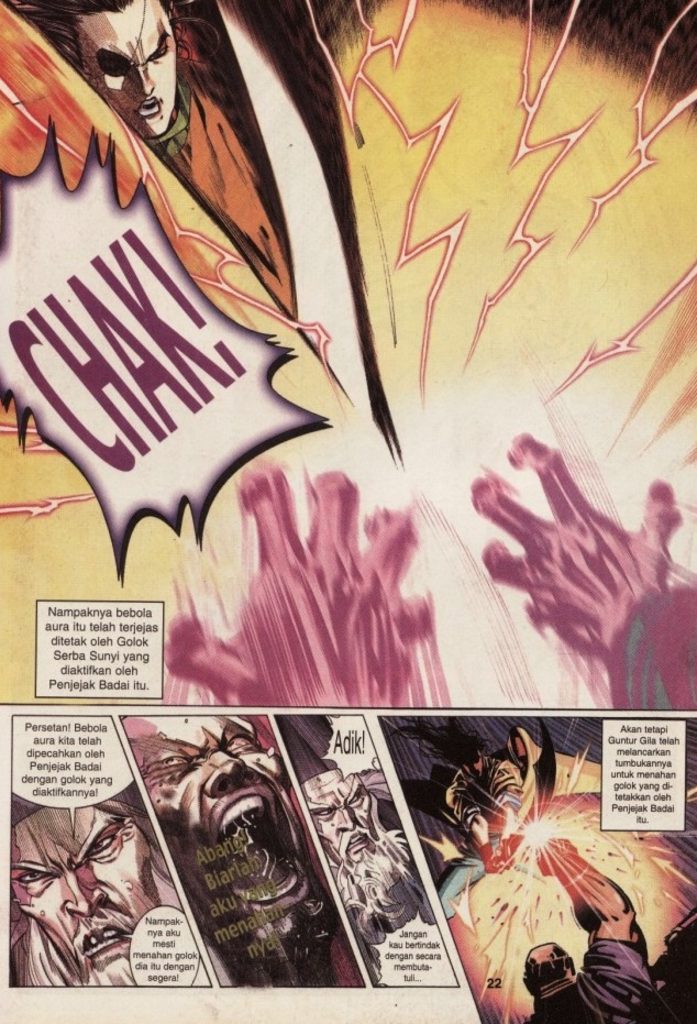 CHAK!
Nampaknya bebola
aura itu telah terjejas
ditetak oleh Golok
Serba Sunyi yang
diaktifkan oleh
Penjejak Badai itu.
Persetan! Bebola
aura kita telah
dipecahkan oleh
Penjejak Badai
dengan golok yang
diaktifkannya!
Nampak-
nya aku
mesti
menahan golok
dia itu dengan
segera!
Abang!
Biarlah
aku yang
menahan-
nya!
Adik!
Jangan
kau bertindak
dengan secara
membuta-
tuli...
Akan tetapi
Guntur Gila telah
melancarkan
tumbukannya
untuk menahan
golok yang di-
tetakkan oleh
Penjejak Badai
itu.
22